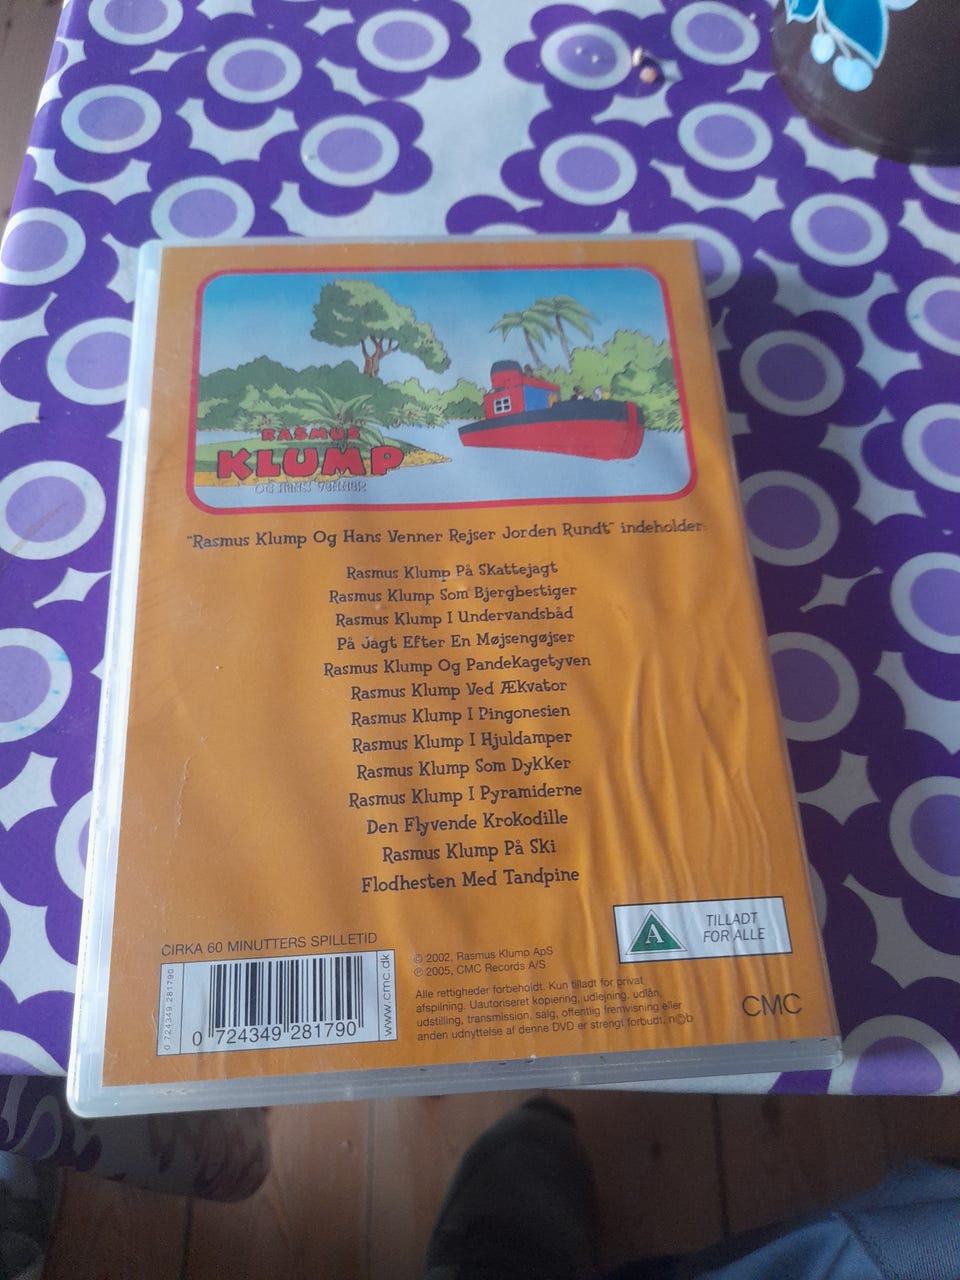 RASMUS
KLUMP
OG HANS VENNER
"Rasmus Klump Og Hans Venner Rejser Jorden Rundt" indeholder:
Rasmus Klump På Skattejagt
Rasmus Klump Som Bjergbestiger
Rasmus Klump I Undervandsbåd
På Jagt Efter En Møjsengøjser
Rasmus Klump Og Pandekagetyven
Rasmus Klump Ved Ækvator
Rasmus Klump I Pingonesien
Rasmus Klump I Hjuldamper
Rasmus Klump Som Dykker
Rasmus Klump I Pyramiderne
Den Flyvende Krokodille
Rasmus Klump På Ski
Flodhesten Med Tandpine
CIRKA 60 MINUTTERS SPILLETID
0 724349 281790
0 724349 281790
www.cmc.dk
© 2002, Rasmus Klump ApS
℗ 2005, CMC Records A/S
Alle rettigheder forbeholdt. Kun tilladt for privat
afspilning. Uautoriseret kopiering, udlejning, udlån,
udstilling, transmission, salg, offentlig fremvisning eller
anden udnyttelse af denne DVD er strengt forbudt. n©b
A
TILLADT
FOR ALLE
CMC